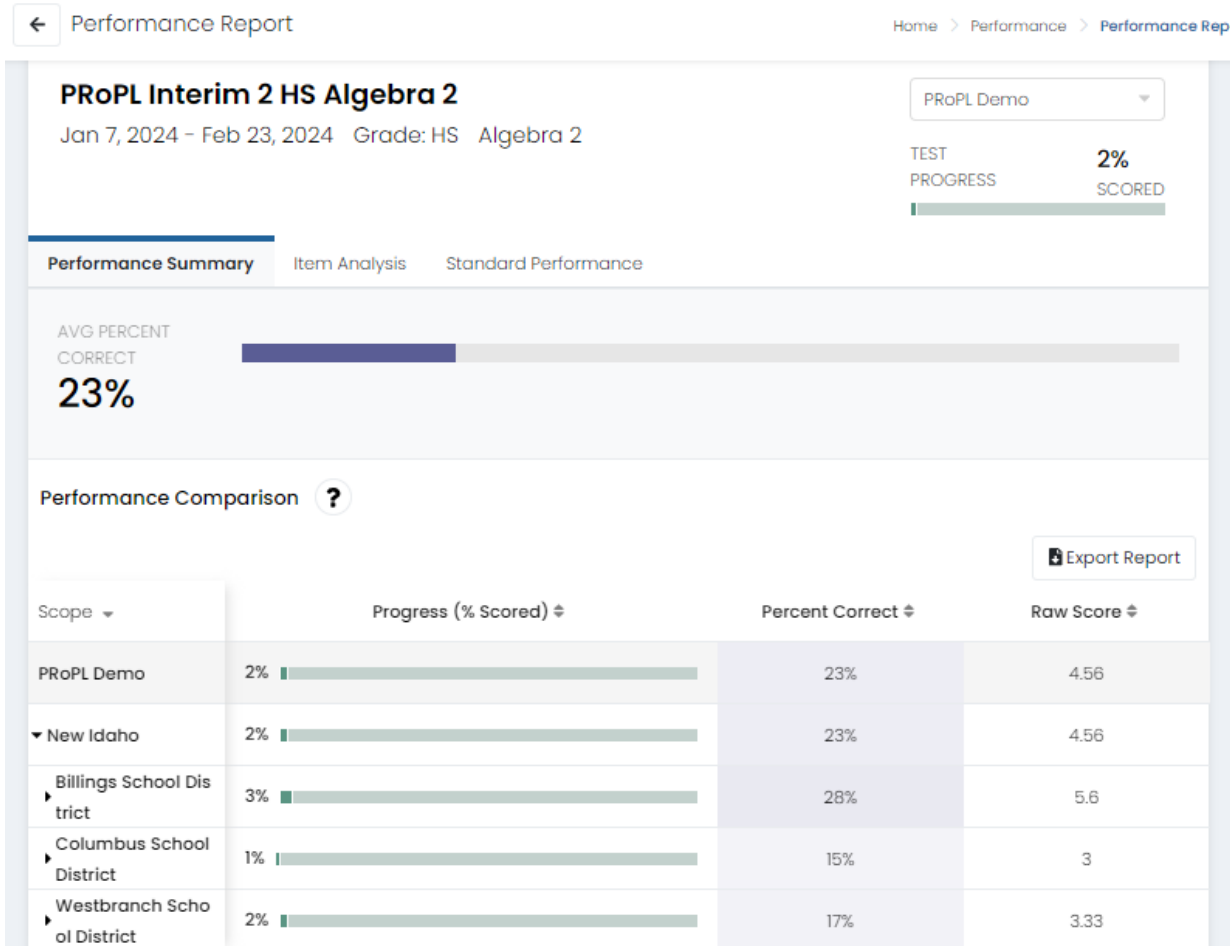 Performance Report
Home > Performance > Performance Rep
PRoPL Interim 2 HS Algebra 2
Jan 7, 2024 - Feb 23, 2024 Grade: HS Algebra 2
PRoPL Demo
TEST
PROGRESS
2%
SCORED
Performance Summary Item Analysis Standard Performance
AVG PERCENT
CORRECT
23%
Performance Comparison ?
Export Report
Scope Progress (% Scored) Percent Correct Raw Score
PRoPL Demo 2% 23% 4.56
New Idaho 2% 23% 4.56
Billings School Dis
trict
3% 28% 5.6
Columbus School
District
1% 15% 3
Westbranch Scho
ol District
2% 17% 3.33